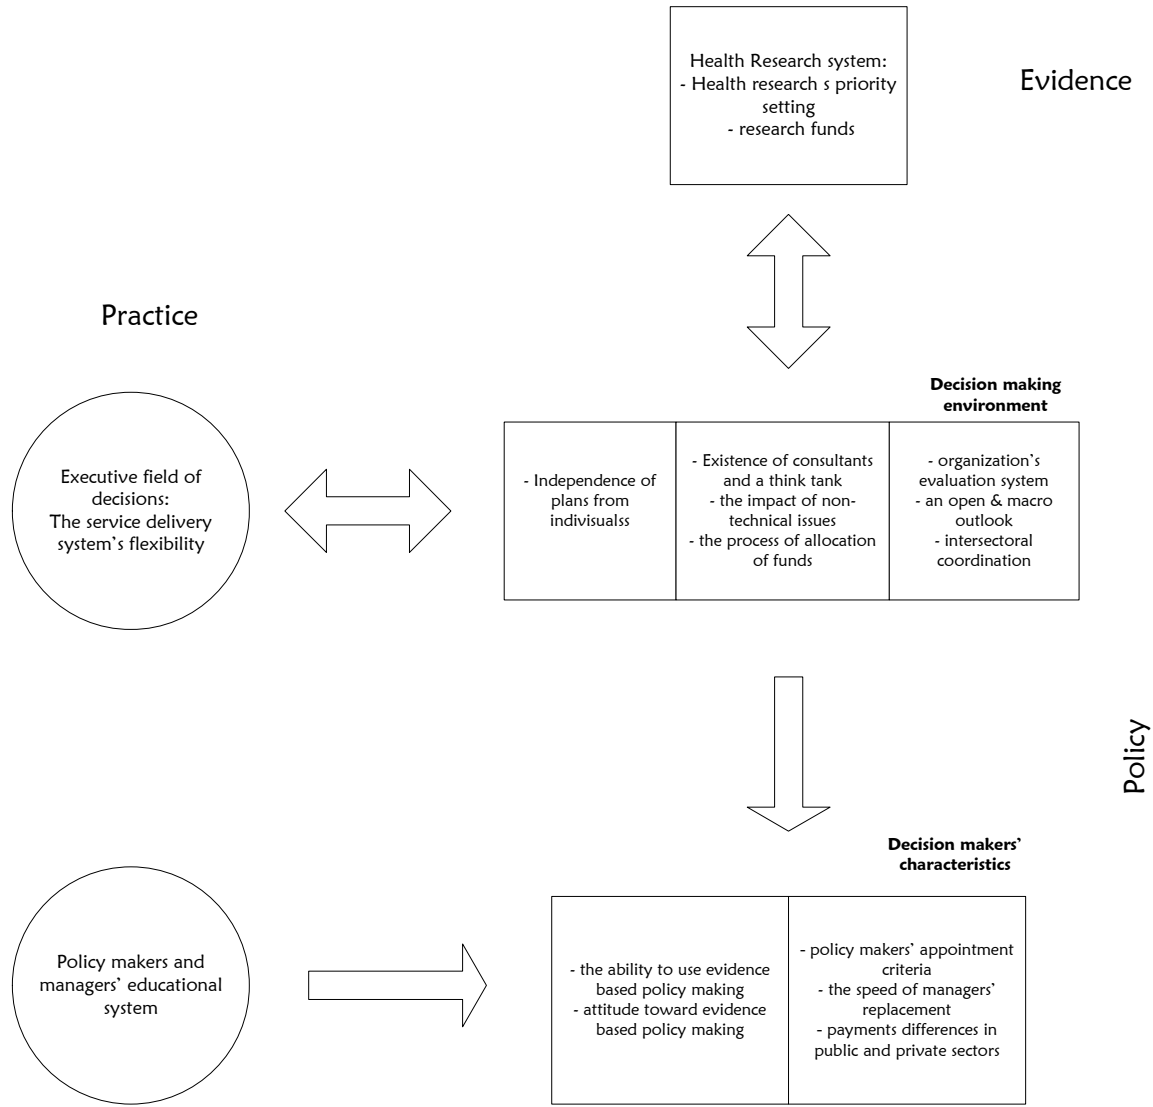 Health Research system:
- Health research s priority
setting
- research funds
Evidence
Practice
Executive field of
decisions:
The service delivery
system's flexibility
Decision making
environment
- Independence of
plans from
indivisualss
- Existence of consultants
and a think tank
- the impact of non-
technical issues
- the process of allocation
of funds
- organization's
evaluation system
- an open & macro
outlook
- intersectoral
coordination
Policy
Decision makers'
characteristics
Policy makers and
managers' educational
system
- the ability to use evidence
based policy making
- attitude toward evidence
based policy making
- policy makers' appointment
criteria
- the speed of managers'
replacement
- payments differences in
public and private sectors